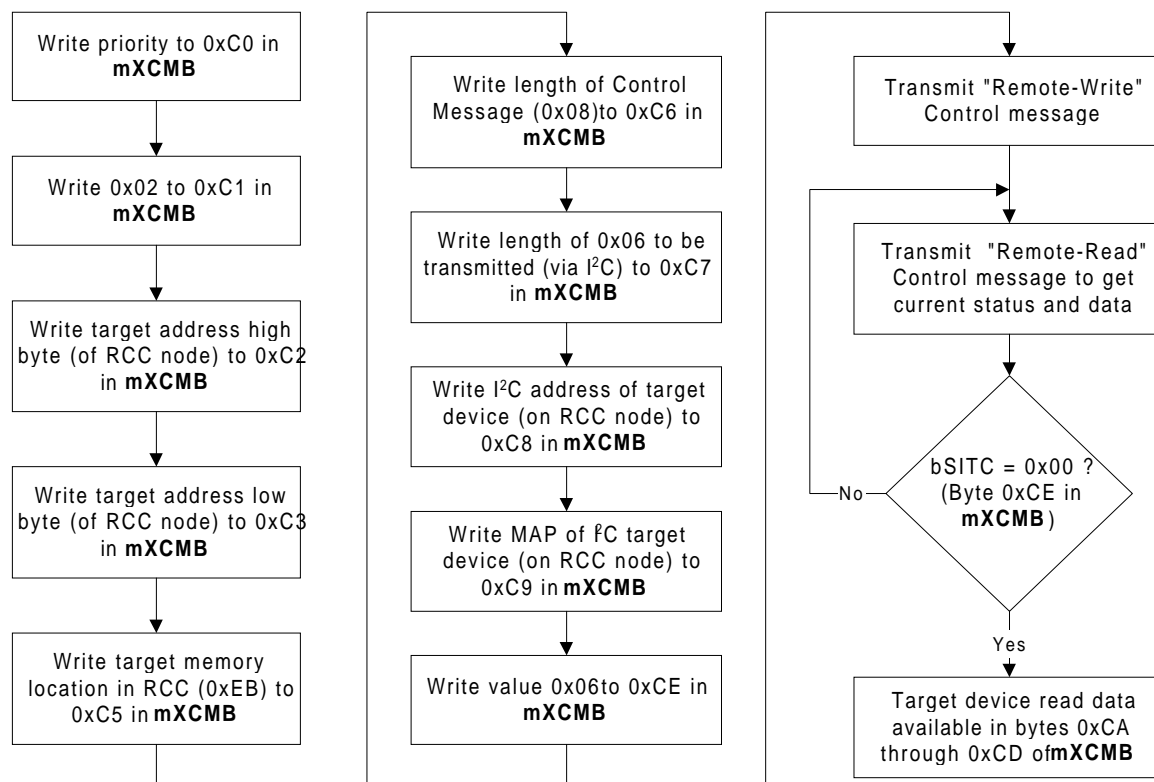 Write priority to 0xC0 in
mXCMB
Write 0x02 to 0xC1 in
mXCMB
Write target address high
byte (of RCC node) to 0xC2
in mXCMB
Write target address low
byte (of RCC node) to 0xC3
in mXCMB
Write target memory
location in RCC (0xEB) to
0xC5 in mXCMB
Write length of Control
Message (0x08)to 0xC6 in
mXCMB
Write length of 0x06 to be
transmitted (via I²C) to 0xC7
in mXCMB
Write I²C address of target
device (on RCC node) to
0xC8 in mXCMB
Write MAP of I²C target
device (on RCC node) to
0xC9 in mXCMB
Write value 0x06to 0xCE in
mXCMB
Transmit "Remote-Write"
Control message
Transmit "Remote-Read"
Control message to get
current status and data
bSITC = 0x00 ?
(Byte 0xCE in
mXCMB)
No
Yes
Target device read data
available in bytes 0xCA
through 0xCD ofmXCMB